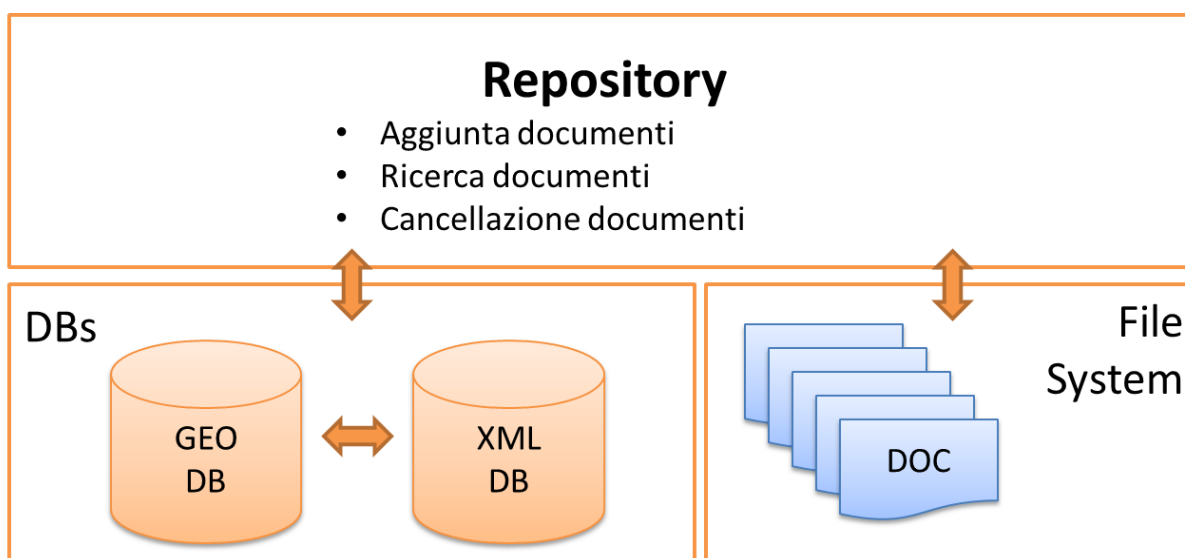 Repository
• Aggiunta documenti
• Ricerca documenti
• Cancellazione documenti
DBs
GEO
DB
XML
DB
File
System
DOC